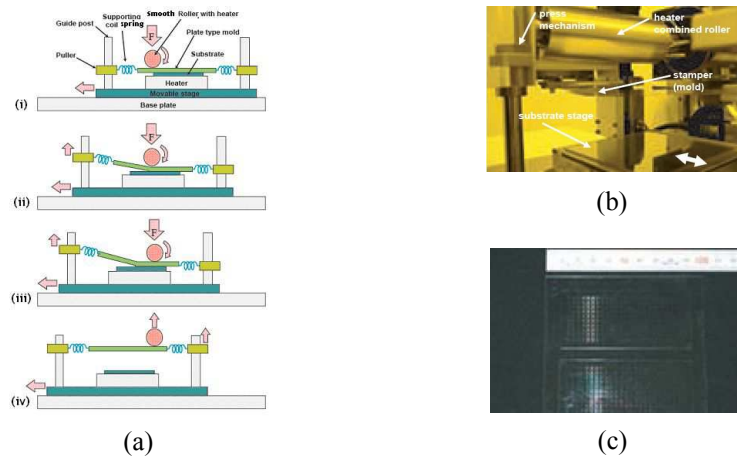 Guide post
Supporting
coil spring
Smooth
Roller with heater
Plate type mold
Substrate
Puller
F
Heater
Movable stage
Base plate
(i)
F
(ii)
F
(iii)
(iv)
(a)
press
mechanism
heater
combined roller
stamper
(mold)
substrate stage
(b)
(c)